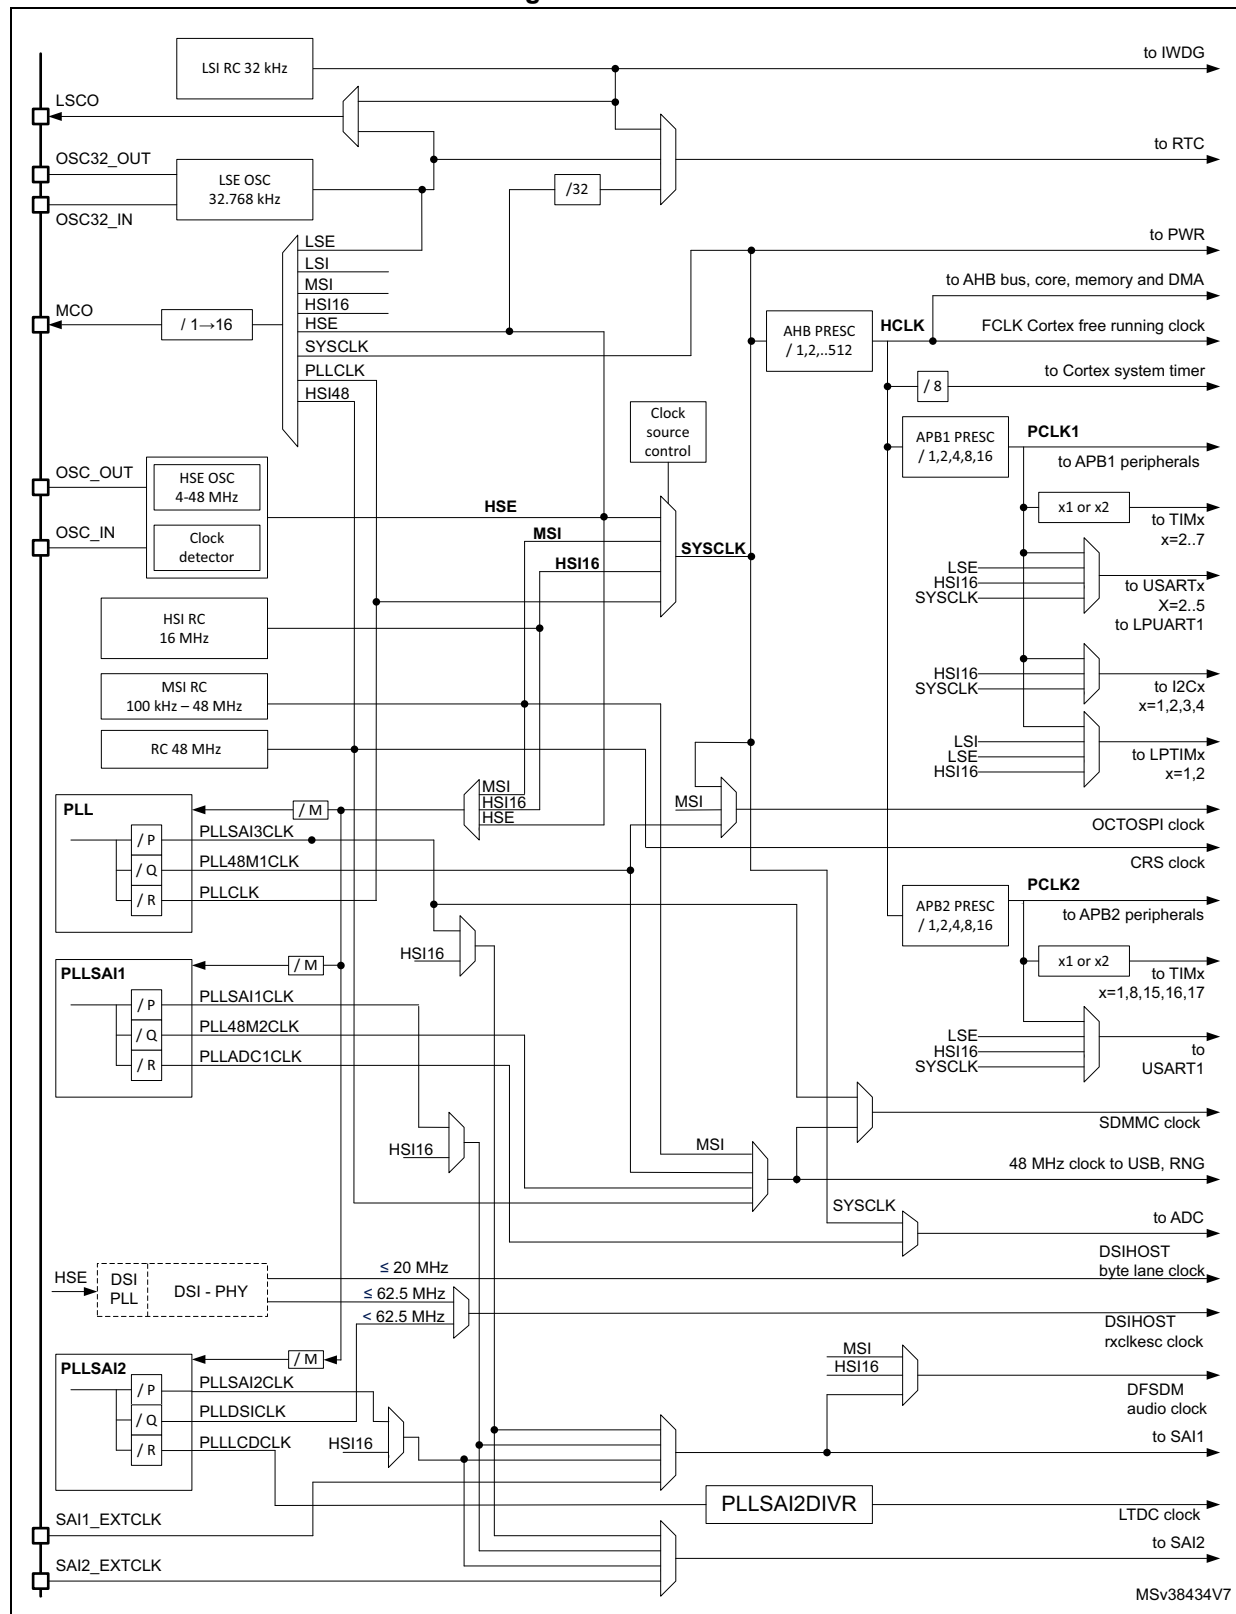 to IWDG
LSI RC 32 kHz
LSCO
to RTC
OSC32_OUT
LSE OSC
32.768 kHz
/32
OSC32_IN
to PWR
LSE
LSI
MSI
HSI16
HSE
SYSCLK
PLLCLK
HSI48
MCO
/ 1→16
to AHB bus, core, memory and DMA
AHB PRESC
/ 1,2,..512
HCLK
FCLK Cortex free running clock
to Cortex system timer
/ 8
Clock
source
control
APB1 PRESC
/ 1,2,4,8,16
PCLK1
to APB1 peripherals
OSC_OUT
HSE OSC
4-48 MHz
OSC_IN
Clock
detector
HSE
MSI
HSI16
SYSCLK
x1 or x2
to TIMx
x=2..7
LSE
HSI16
SYSCLK
to USARTx
X=2..5
to LPUART1
HSI RC
16 MHz
MSI RC
100 kHz – 48 MHz
HSI16
SYSCLK
to I2Cx
x=1,2,3,4
RC 48 MHz
LSI
LSE
HSI16
to LPTIMx
x=1,2
MSI
HSI16
HSE
MSI
OCTOSPI clock
CRS clock
PLL
/ M
/ P
PLLSAI3CLK
/ Q
PLL48M1CLK
/ R
PLLCLK
APB2 PRESC
/ 1,2,4,8,16
PCLK2
to APB2 peripherals
HSI16
x1 or x2
to TIMx
x=1,8,15,16,17
PLLSAI1
/ M
/ P
PLLSAI1CLK
/ Q
PLL48M2CLK
/ R
PLLADC1CLK
LSE
HSI16
SYSCLK
to
USART1
SDMMC clock
HSI16
MSI
48 MHz clock to USB, RNG
SYSCLK
to ADC
HSE
DSI
PLL
DSI - PHY
≤ 20 MHz
DSIHOST
byte lane clock
≤ 62.5 MHz
< 62.5 MHz
DSIHOST
rxclkesc clock
PLLSAI2
/ M
/ P
PLLSAI2CLK
/ Q
PLLDSICLK
/ R
PLLLCDCLK
HSI16
MSI
HSI16
DFSDM
audio clock
to SAI1
PLLSAI2DIVR
LTDC clock
SAI1_EXTCLK
to SAI2
SAI2_EXTCLK
MSv38434V7